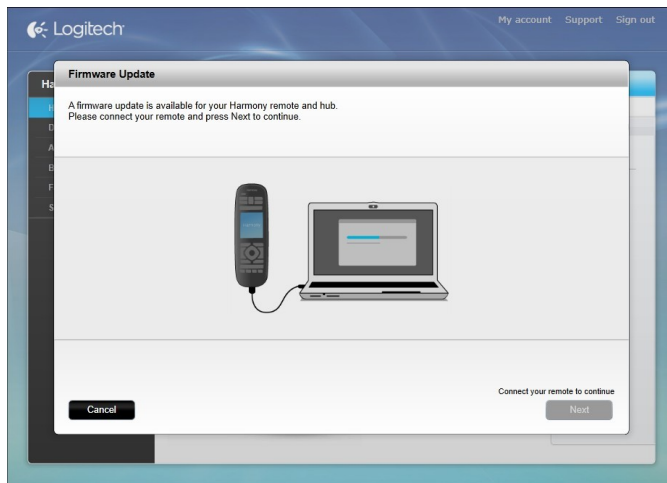 My account Support Sign out
Logitech
Firmware Update
Ha
A firmware update is available for your Harmony remote and hub.
Please connect your remote and press Next to continue.
H
D
A
B
F
S
Connect your remote to continue
Cancel
Next